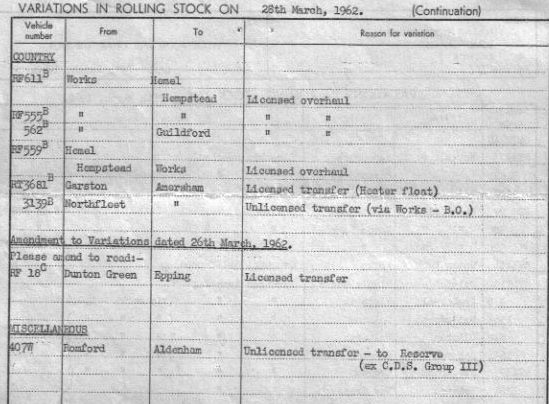 VARIATIONS IN ROLLING STOCK ON 28th March, 1962. (Continuation)
Vehicle number From To Reason for variation
COUNTRY
RF611B Works Hemel
Hempstead Licensed overhaul
RF555B " " " "
562B " Guildford " "
RF559B Hemel
Hempstead Works Licensed overhaul
RT3681B Garston Amersham Licensed transfer (Heater float)
3139B Northfleet " Unlicensed transfer (via Works - B.O.)
Amendment to Variations dated 26th March, 1962.
Please amend to read:-
RF 18C Dunton Green Epping Licensed transfer
MISCELLANEOUS
407W Romford Aldenham Unlicensed transfer - to Reserve
(ex C.D.S. Group III)